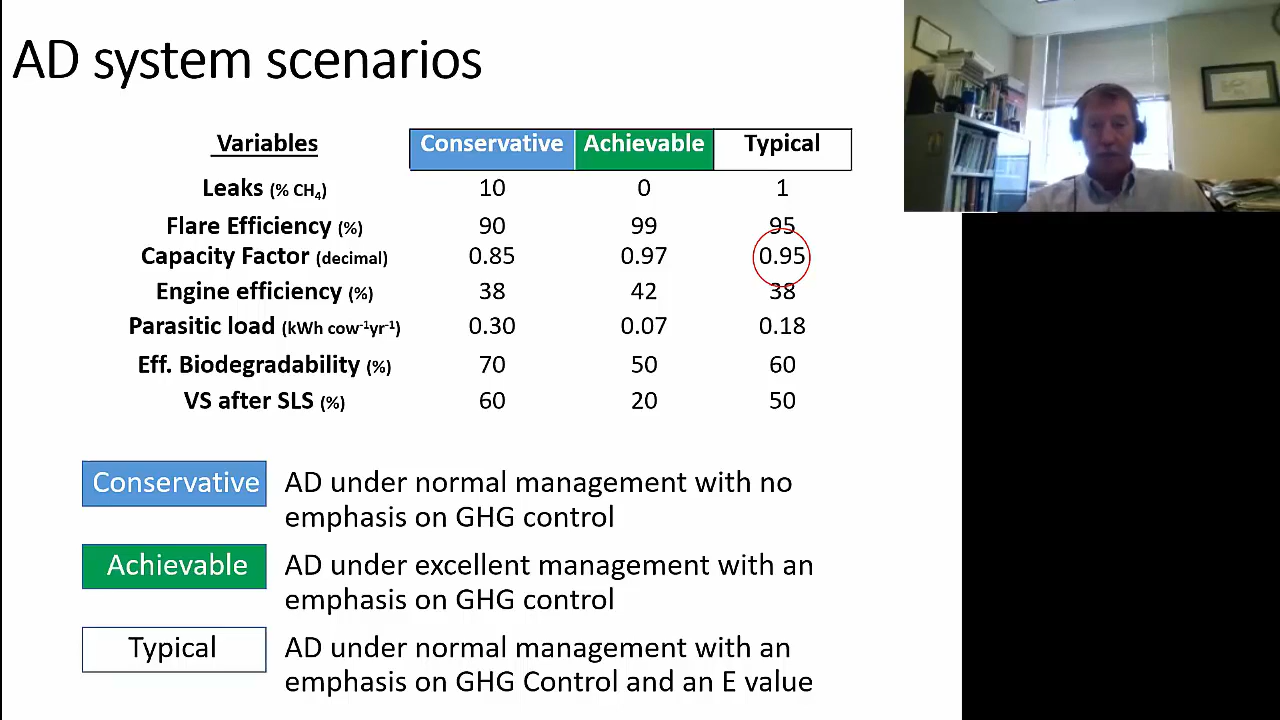 AD system scenarios
Variables Conservative Achievable Typical
Leaks (% CH4) 10 0 1
Flare Efficiency (%) 90 99 95
Capacity Factor (decimal) 0.85 0.97 0.95
Engine efficiency (%) 38 42 38
Parasitic load (kWh cow-1yr-1) 0.30 0.07 0.18
Eff. Biodegradability (%) 70 50 60
VS after SLS (%) 60 20 50
Conservative AD under normal management with no
emphasis on GHG control
Achievable AD under excellent management with an
emphasis on GHG control
Typical AD under normal management with an
emphasis on GHG Control and an E value